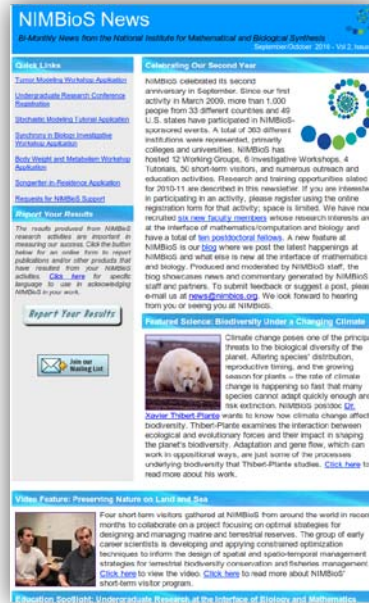 NIMBioS News
Bi-Monthly News from the National Institute for Mathematical and Biological Synthesis
September/October 2010 - Vol 2, Issue
Quick Links
Tumor Modeling Workshop Application
Undergraduate Research Conference
Registration
Stochastic Modeling Tutorial Application
Synchrony in Biology Investigative
Workshop Application
Body Weight and Metabolism Workshop
Application
Songwriter-in-Residence Application
Requests for NIMBioS Support
Report Your Results
The results produced from NIMBioS
research activities are important in
measuring our success. Click the button
below for an online form to report
publications and/or other products that
have resulted from your NIMBioS
activities. Click here for specific
language to use in acknowledging
NIMBioS in your work.
Report Your Results
Join our
Mailing List
Celebrating Our Second Year
NIMBioS celebrated its second
anniversary in September. Since our first
activity in March 2009, more than 1,000
people from 33 different countries and 49
U.S. states have participated in NIMBioS-
sponsored events. A total of 363 different
institutions were represented, primarily
colleges and universities. NIMBioS has
hosted 12 Working Groups, 6 Investigative Workshops, 4
Tutorials, 50 short-term visitors, and numerous outreach and
education activities. Research and training opportunities slated
for 2010-11 are described in this newsletter. If you are interested
in participating in an activity, please register using the online
registration form for that activity; space is limited. We have now
recruited six new faculty members whose research interests are
at the interface of mathematics/computation and biology and
have a total of ten postdoctoral fellows. A new feature at
NIMBioS is our blog where we post the latest happenings at
NIMBioS and what else is new at the interface of mathematics
and biology. Produced and moderated by NIMBioS staff, the
blog showcases news and commentary generated by NIMBioS
staff and partners. To submit feedback or suggest a post, please
e-mail us at news@nimbios.org. We look forward to hearing
from you or seeing you at NIMBioS.
Featured Science: Biodiversity Under a Changing Climate
Climate change poses one of the principal
threats to the biological diversity of the
planet. Altering species' distribution,
reproductive timing, and the growing
season for plants – the rate of climate
change is happening so fast that many
species cannot adapt quickly enough and
risk extinction. NIMBioS postdoc Dr.
Xavier Thibert-Plante wants to know how climate change affects
biodiversity. Thibert-Plante examines the interaction between
ecological and evolutionary forces and their impact in shaping
the planet's biodiversity. Adaptation and gene flow, which can
work in oppositional ways, are just some of the processes
underlying biodiversity that Thibert-Plante studies. Click here to
read more about his work.
Video Feature: Preserving Nature on Land and Sea
Four short-term visitors gathered at NIMBioS from around the world in recent
months to collaborate on a project focusing on optimal strategies for
designing and managing marine and terrestrial reserves. The group of early
career scientists is developing and applying constrained optimization
techniques to inform the design of spatial and spatio-temporal management
strategies for terrestrial biodiversity conservation and fisheries management.
Click here to view the video. Click here to read more about NIMBioS'
short-term visitor program.
Education Spotlight: Undergraduate Research at the Interface of Biology and Mathematics